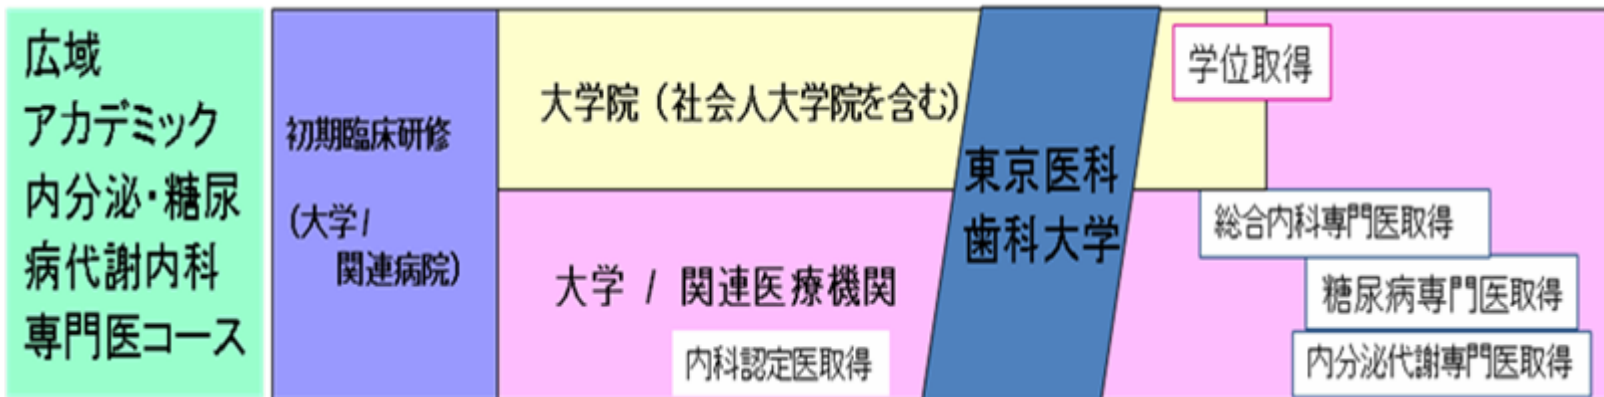 広域
アカデミック
内分泌・糖尿
病代謝内科
専門医コース
初期臨床研修
(大学/
関連病院)
大学院(社会人大学院を含む)
大学 / 関連医療機関
内科認定医取得
東京医科
歯科大学
学位取得
総合内科専門医取得
糖尿病専門医取得
内分泌代謝専門医取得